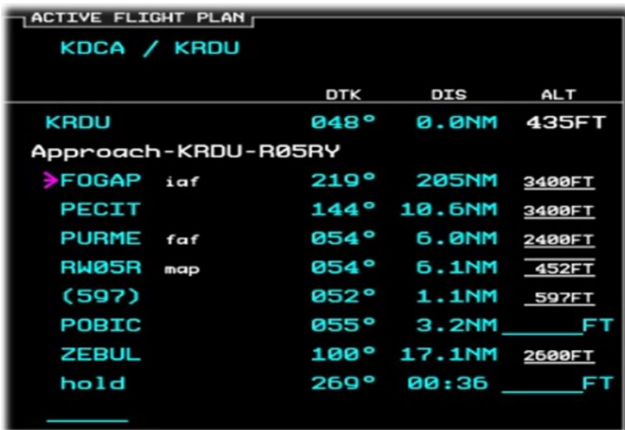 ACTIVE FLIGHT PLAN
KDCA / KRDU
DTK DIS ALT
KRDU 048° 0.0NM 435FT
Approach-KRDU-R05RY
FOGAP iaf 219° 205NM 3400FT
PECIT 144° 10.6NM 3400FT
PURME faf 054° 6.0NM 2400FT
RW05R map 054° 6.1NM 452FT
(597) 052° 1.1NM 597FT
POBIC 055° 3.2NM _____FT
ZEBUL 100° 17.1NM 2600FT
hold 269° 00:36 _____FT